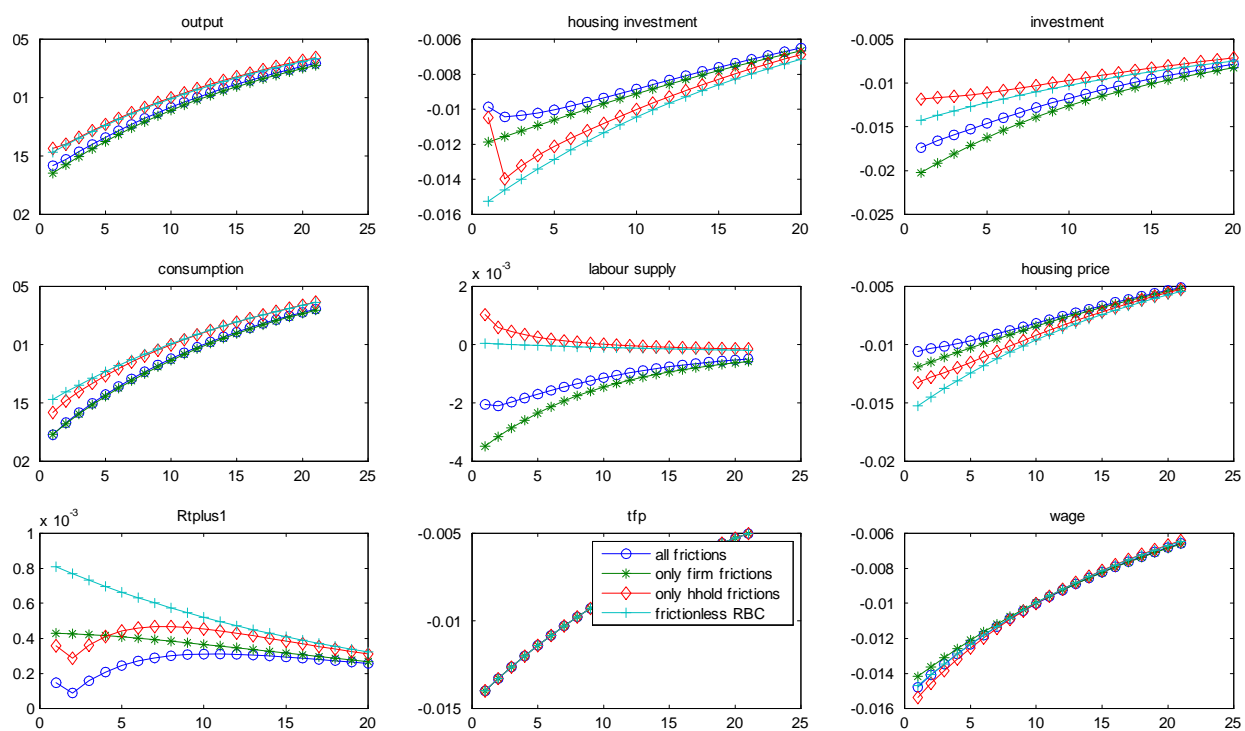 output
05
01
15
02
0 5 10 15 20 25
housing investment
-0.006
-0.008
-0.01
-0.012
-0.014
-0.016
0 5 10 15 20
investment
-0.005
-0.01
-0.015
-0.02
-0.025
0 5 10 15 20
consumption
05
01
15
02
0 5 10 15 20 25
labour supply
x 10⁻³
2
0
-2
-4
0 5 10 15 20 25
housing price
-0.005
-0.01
-0.015
-0.02
0 5 10 15 20 25
Rtplus1
x 10⁻³
1
0.8
0.6
0.4
0.2
0
0 5 10 15 20
tfp
-0.005
-0.01
-0.015
0 5 10 15 20 25
all frictions
only firm frictions
only hhold frictions
frictionless RBC
wage
-0.006
-0.008
-0.01
-0.012
-0.014
-0.016
0 5 10 15 20 25